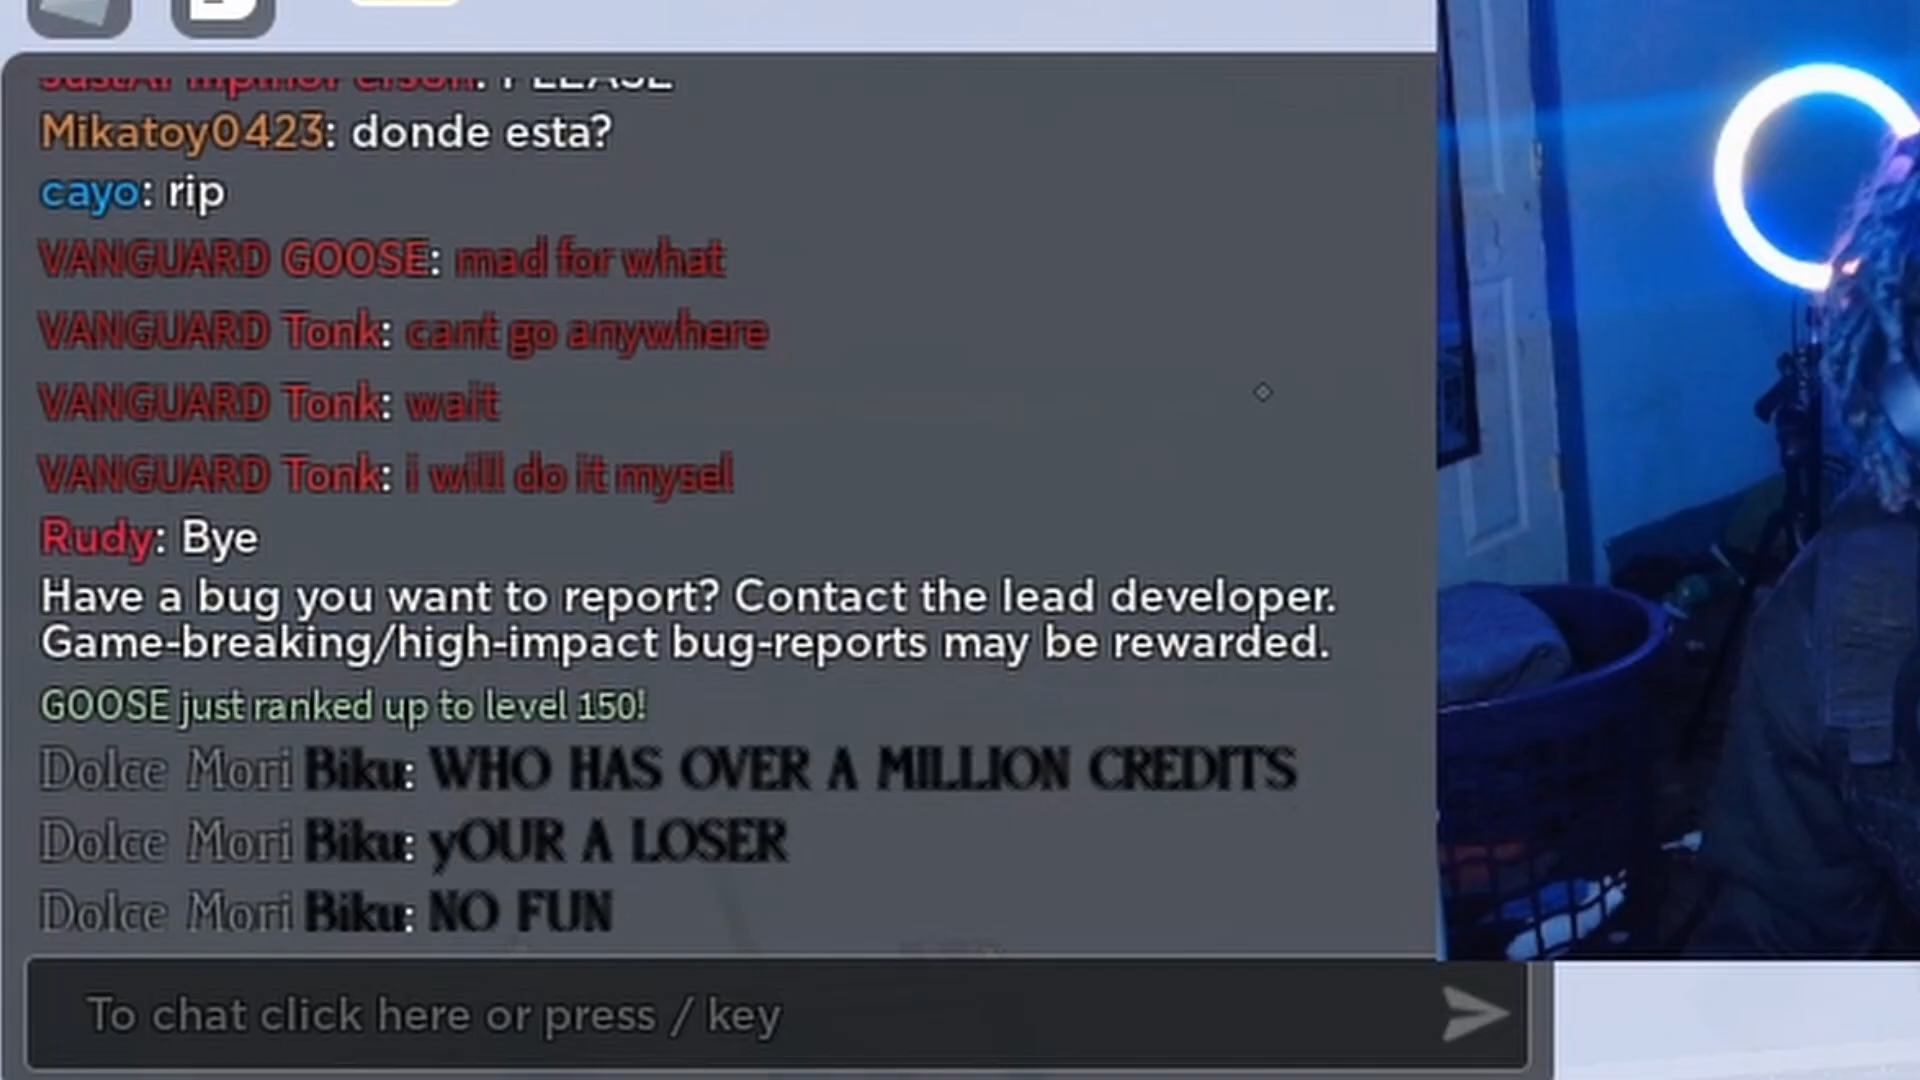 PLEASE
Mikatoy0423: donde esta?
cayo: rip
VANGUARD GOOSE: mad for what
VANGUARD Tonk: cant go anywhere
VANGUARD Tonk: wait
VANGUARD Tonk: i will do it mysel
Rudy: Bye
Have a bug you want to report? Contact the lead developer.
Game-breaking/high-impact bug-reports may be rewarded.
GOOSE just ranked up to level 150!
Dolce Mori Biku: WHO HAS OVER A MILLION CREDITS
Dolce Mori Biku: yOUR A LOSER
Dolce Mori Biku: NO FUN
To chat click here or press / key